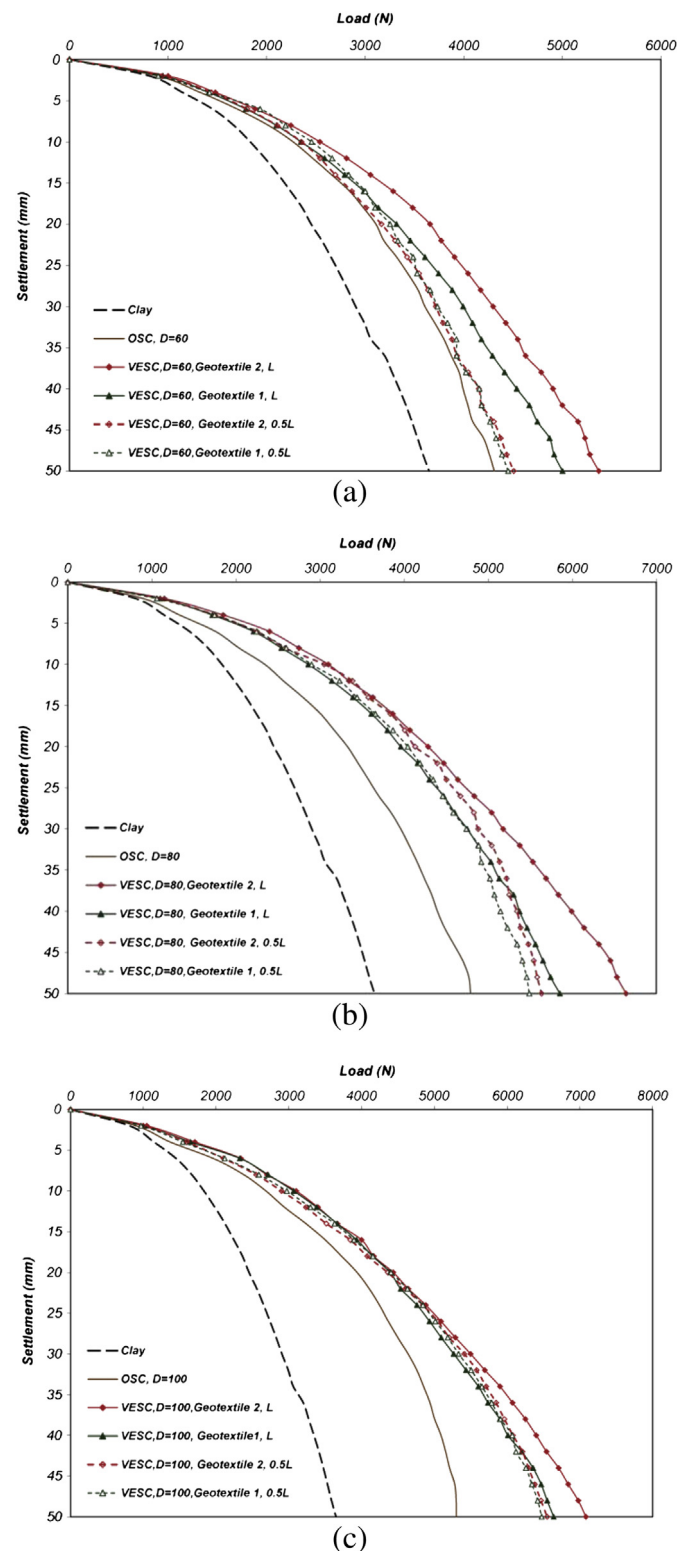 Load (N)
0 1000 2000 3000 4000 5000 6000
0
5
10
15
20
25
30
35
40
45
50
Settlement (mm)
Clay
OSC, D=60
VESC,D=60,Geotextile 2, L
VESC,D=60, Geotextile 1, L
VESC,D=60, Geotextile 2, 0.5L
VESC,D=60, Geotextile 1, 0.5L
(a)
Load (N)
0 1000 2000 3000 4000 5000 6000 7000
0
5
10
15
20
25
30
35
40
45
50
Settlement (mm)
Clay
OSC, D=80
VESC,D=80,Geotextile 2, L
VESC,D=80, Geotextile 1, L
VESC,D=80, Geotextile 2, 0.5L
VESC,D=80, Geotextile 1, 0.5L
(b)
Load (N)
0 1000 2000 3000 4000 5000 6000 7000 8000
0
5
10
15
20
25
30
35
40
45
50
Settlement (mm)
Clay
OSC, D=100
VESC,D=100,Geotextile 2, L
VESC,D=100, Geotextile1, L
VESC,D=100, Geotextile 2, 0.5L
VESC,D=100, Geotextile 1, 0.5L
(c)